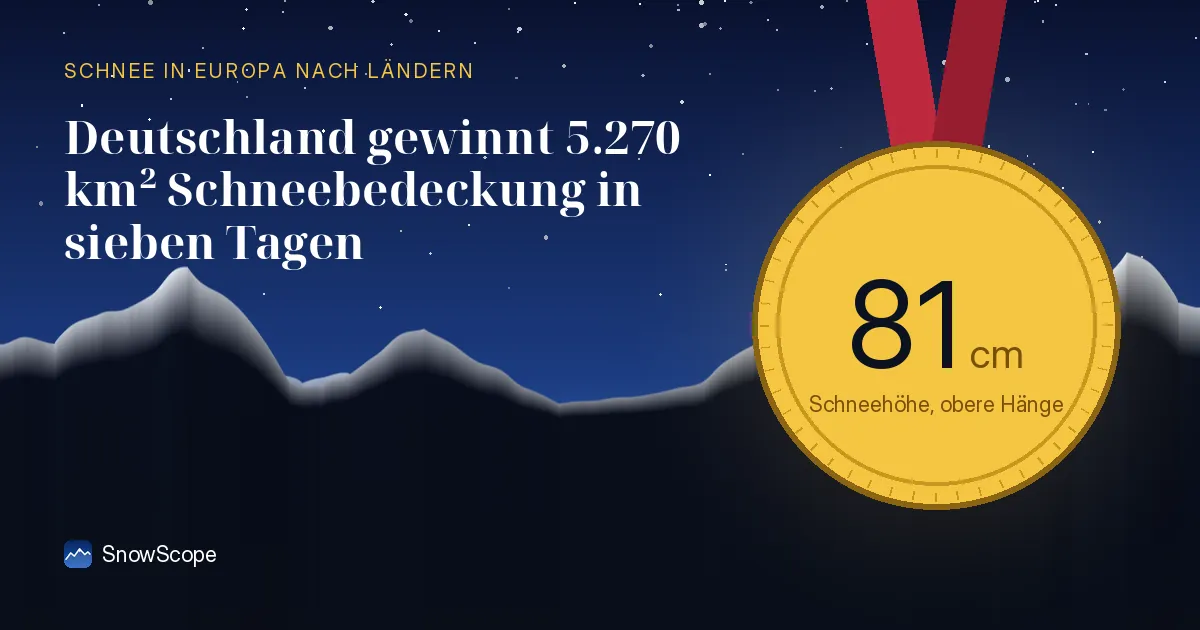 SCHNEE IN EUROPA NACH LÄNDERN
Deutschland gewinnt 5.270
km² Schneebedeckung in
sieben Tagen
81 cm
Schneehöhe, obere Hänge
SnowScope